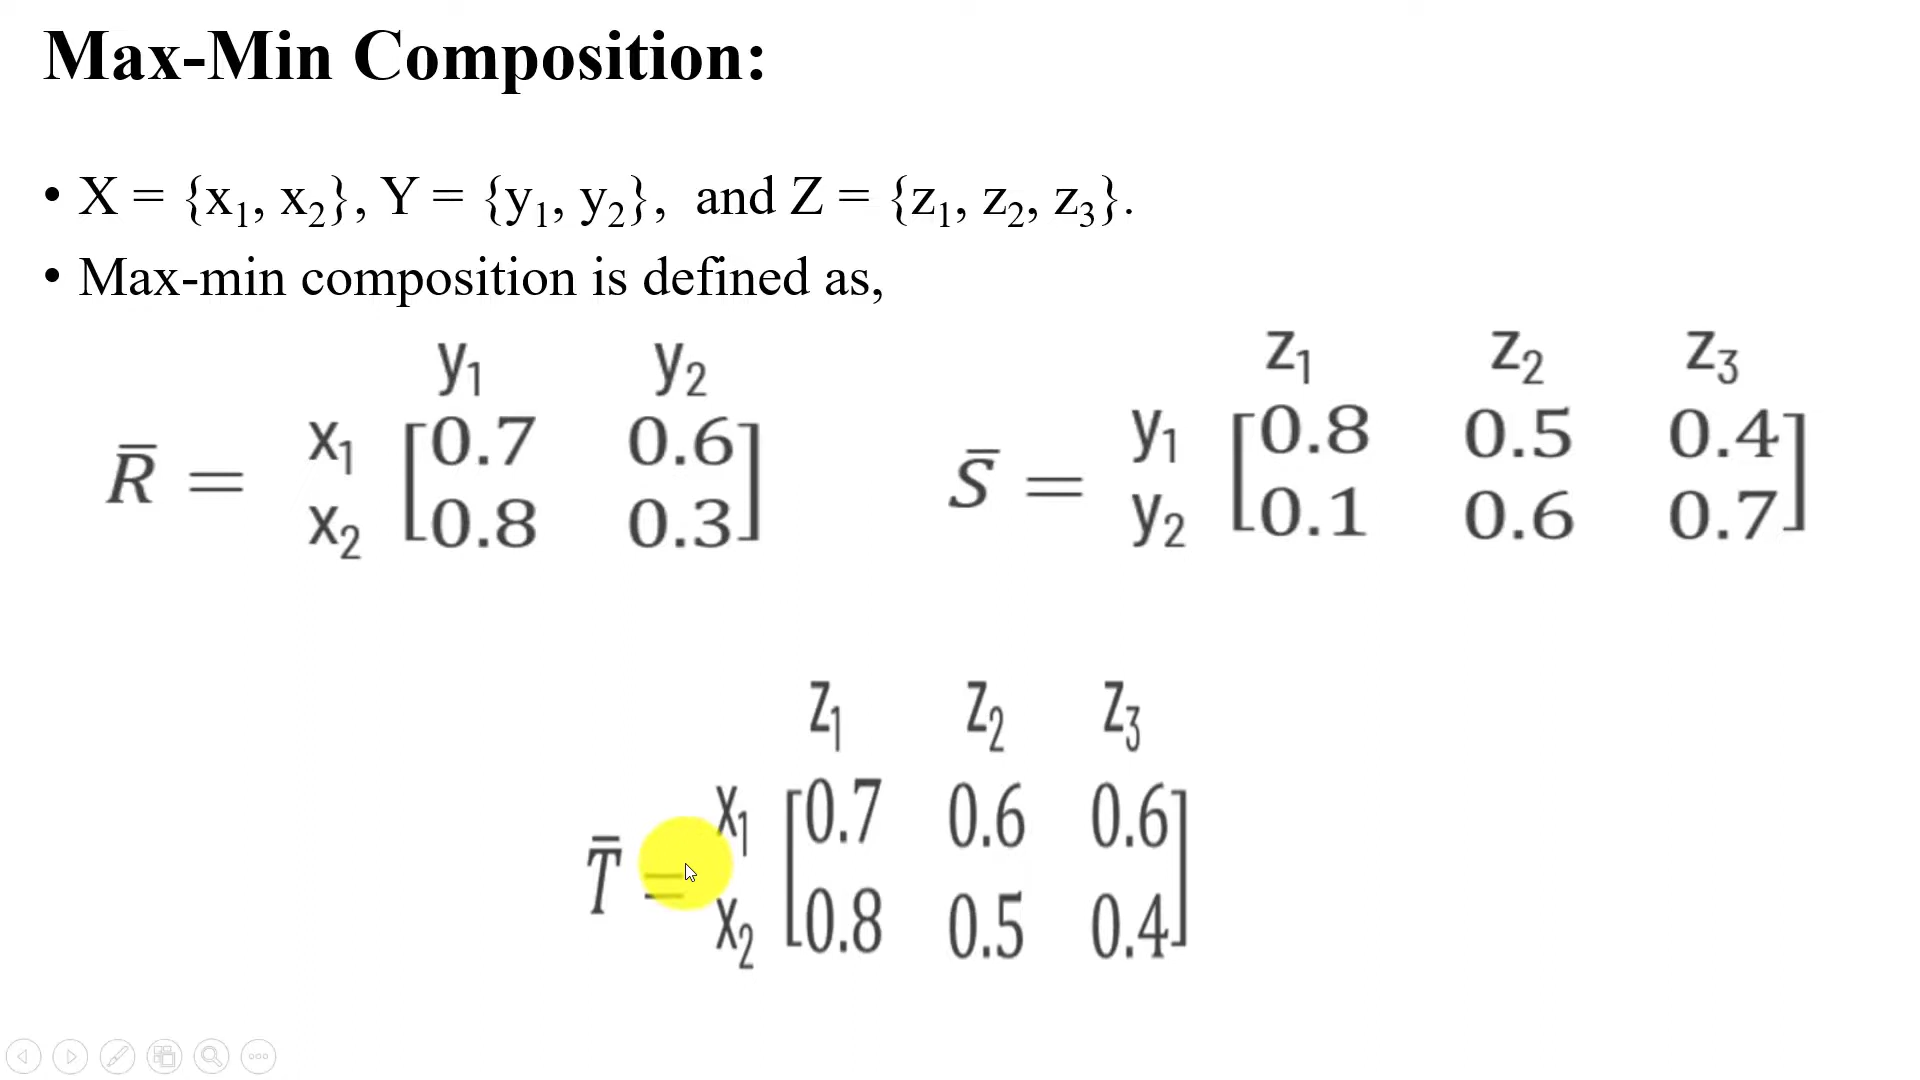 Max-Min Composition:
• X = {x₁, x₂}, Y = {y₁, y₂}, and Z = {z₁, z₂, z₃}.
• Max-min composition is defined as,
y₁ y₂
R̄ = x₁ [0.7 0.6]
x₂ [0.8 0.3]
z₁ z₂ z₃
S̄ = y₁ [0.8 0.5 0.4]
y₂ [0.1 0.6 0.7]
z₁ z₂ z₃
T̄ = x₁ [0.7 0.6 0.6]
x₂ [0.8 0.5 0.4]